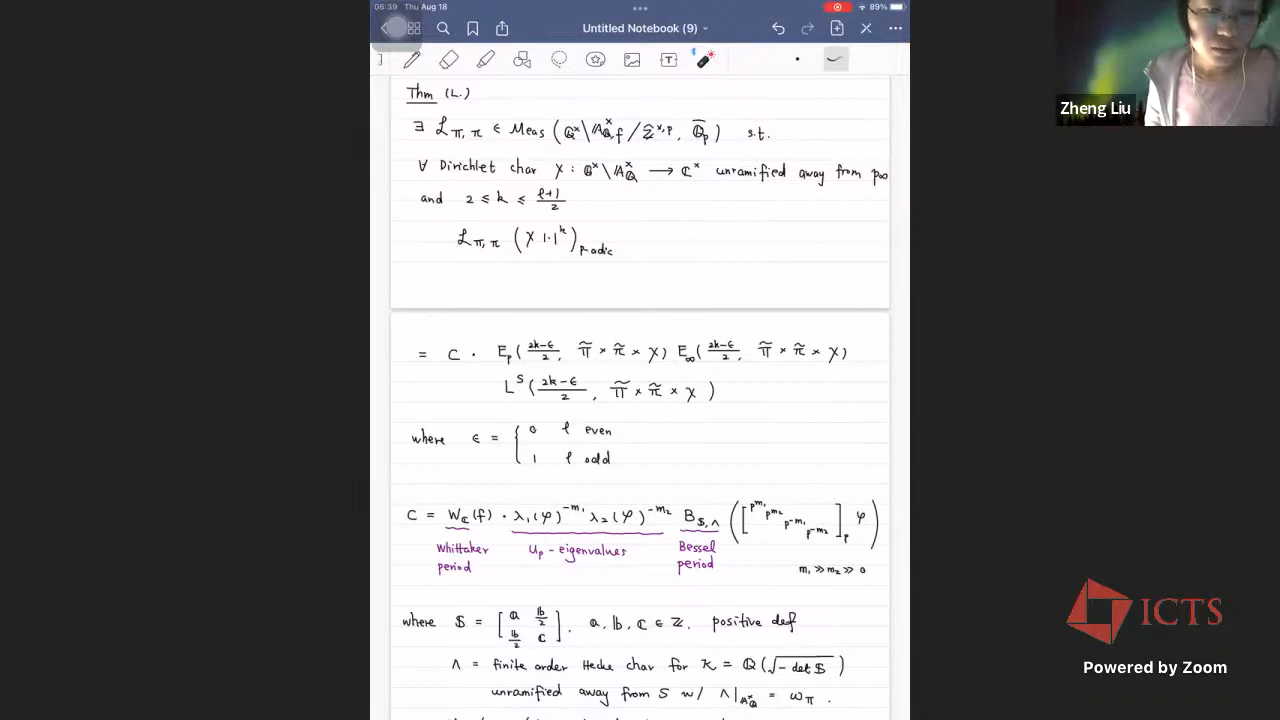 06:39 Thu Aug 18
89%
Untitled Notebook (9)
Zheng Liu
Thm (L.)
∃ ℒ_{π,π} ∈ Meas (ℚ^×\𝔸^×_{ℚ,f} / Ẑ^{×,p}, ℚ̄_p) s.t.
∀ Dirichlet char χ : ℚ^×\𝔸^×_ℚ → ℂ^× unramified away from p∞
and 2 ≤ k ≤ (ℓ+1)/2
ℒ_{π,π} (χ |·|^k)_{p-adic}
= C · E_p((2k-ϵ)/2, π̃ × π̃ × χ) E_∞((2k-ϵ)/2, π̃ × π̃ × χ)
L^S((2k-ϵ)/2, π̃ × π̃ × χ)
where ϵ = { 0 ℓ even
1 ℓ odd
C = W_ℂ(f) · λ_1(φ)^{-m_1} λ_2(φ)^{-m_2} B_{𝕊,Λ} ([p^{m_1} p^{m_2} p^{-m_1} p^{-m_2}]_p φ)
Whittaker period
U_p - eigenvalues
Bessel period
m_1 ≫ m_2 ≫ 0
where 𝕊 = [𝕒 𝕓/2
𝕓/2 ℂ]. 𝕒, 𝕓, ℂ ∈ ℤ. positive def
Λ = finite order Hecke char for K = ℚ(√(-det 𝕊))
unramified away from S w/ Λ|_{𝔸^×_ℚ} = ω_π.
ICTS
Powered by Zoom